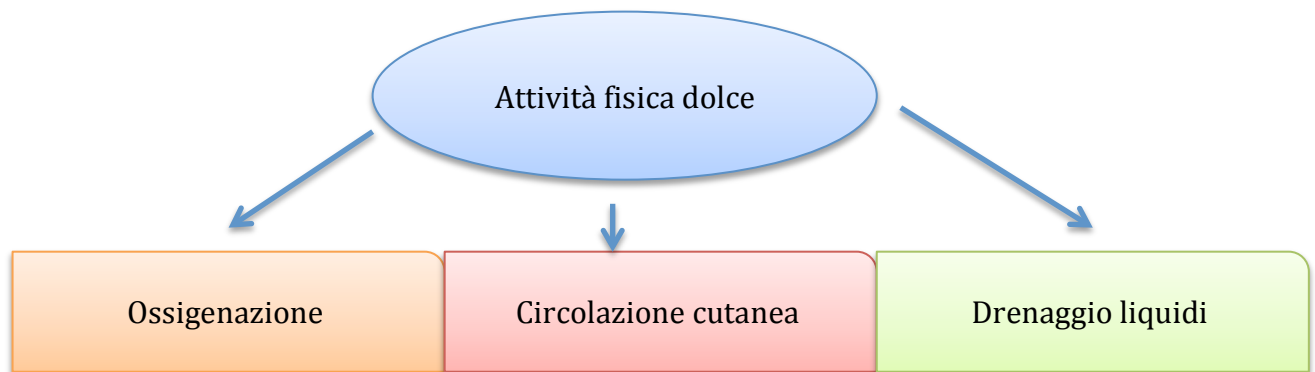 Attività fisica dolce
Ossigenazione
Circolazione cutanea
Drenaggio liquidi